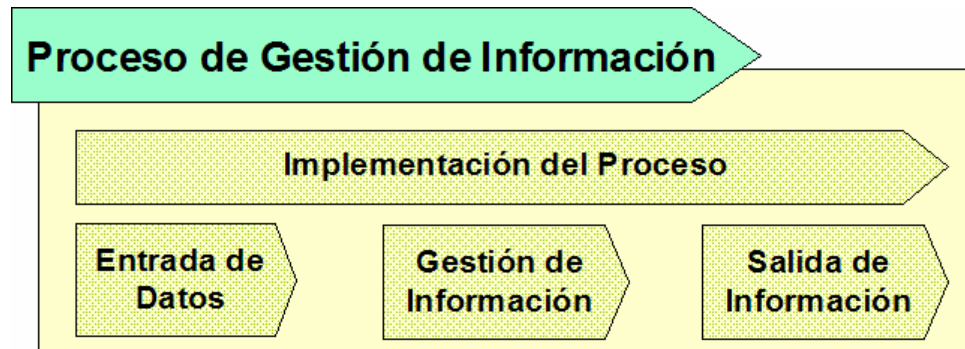 Proceso de Gestión de Información
Implementación del Proceso
Entrada de
Datos
Gestión de
Información
Salida de
Información